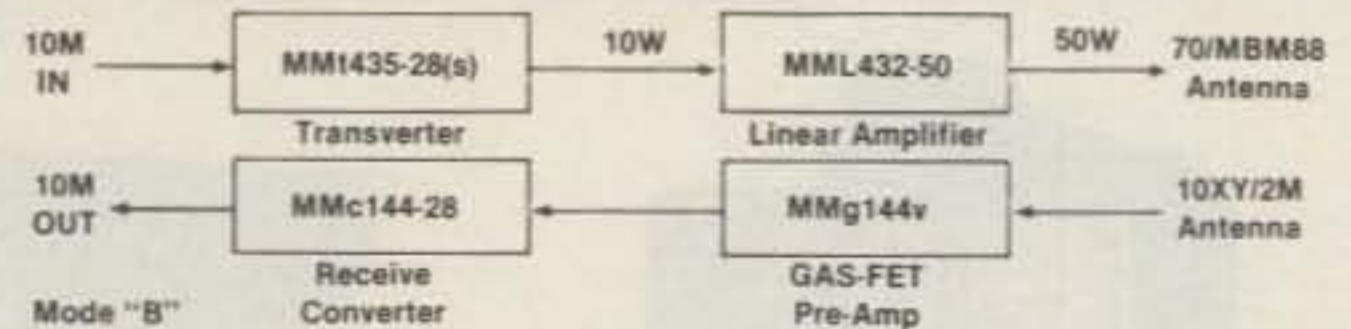 10M
IN
MMt435-28(s)
Transverter
10W
MML432-50
Linear Amplifier
50W
70/MBM88
Antenna
10M
OUT
MMc144-28
Receive
Converter
MMg144v
GAS-FET
Pre-Amp
10XY/2M
Antenna
Mode "B"